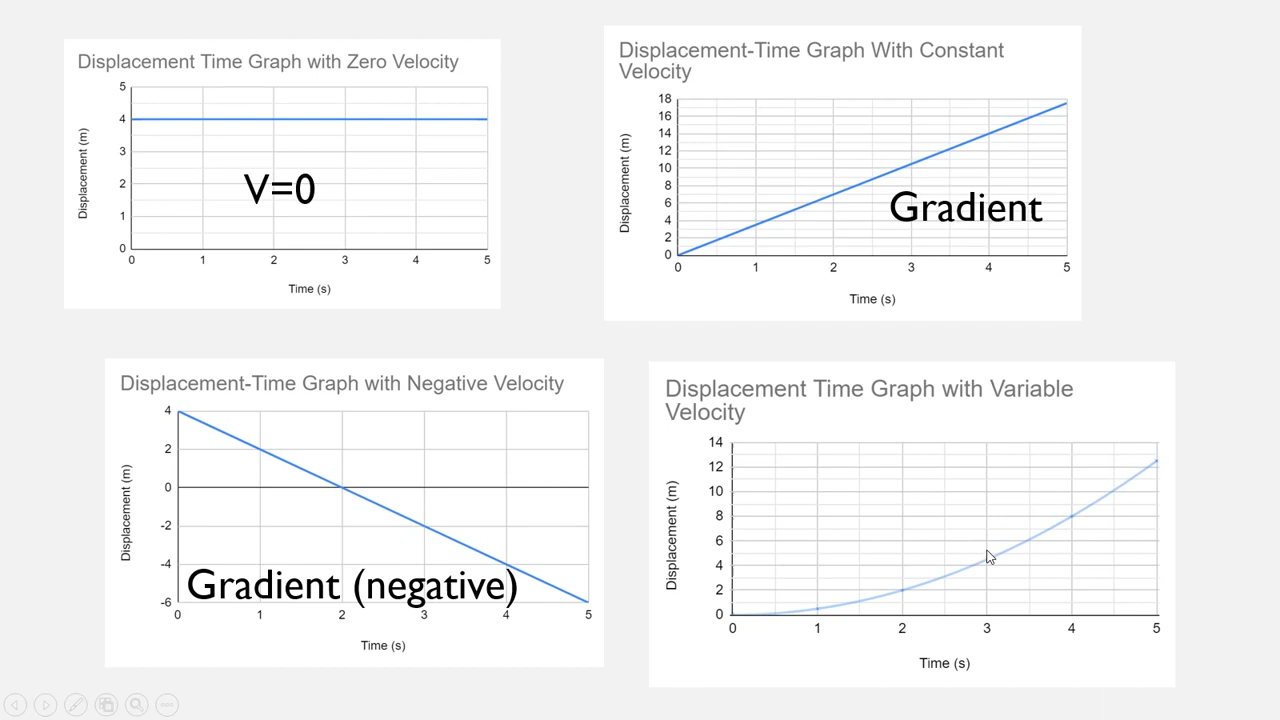 Displacement Time Graph with Zero Velocity
5
4
3
2
1
0
Displacement (m)
V=0
0 1 2 3 4 5
Time (s)
Displacement-Time Graph With Constant
Velocity
18
16
14
12
10
8
6
4
2
0
Displacement (m)
Gradient
0 1 2 3 4 5
Time (s)
Displacement-Time Graph with Negative Velocity
4
2
0
-2
-4
-6
Displacement (m)
Gradient (negative)
0 1 2 3 4 5
Time (s)
Displacement Time Graph with Variable
Velocity
14
12
10
8
6
4
2
0
Displacement (m)
0 1 2 3 4 5
Time (s)